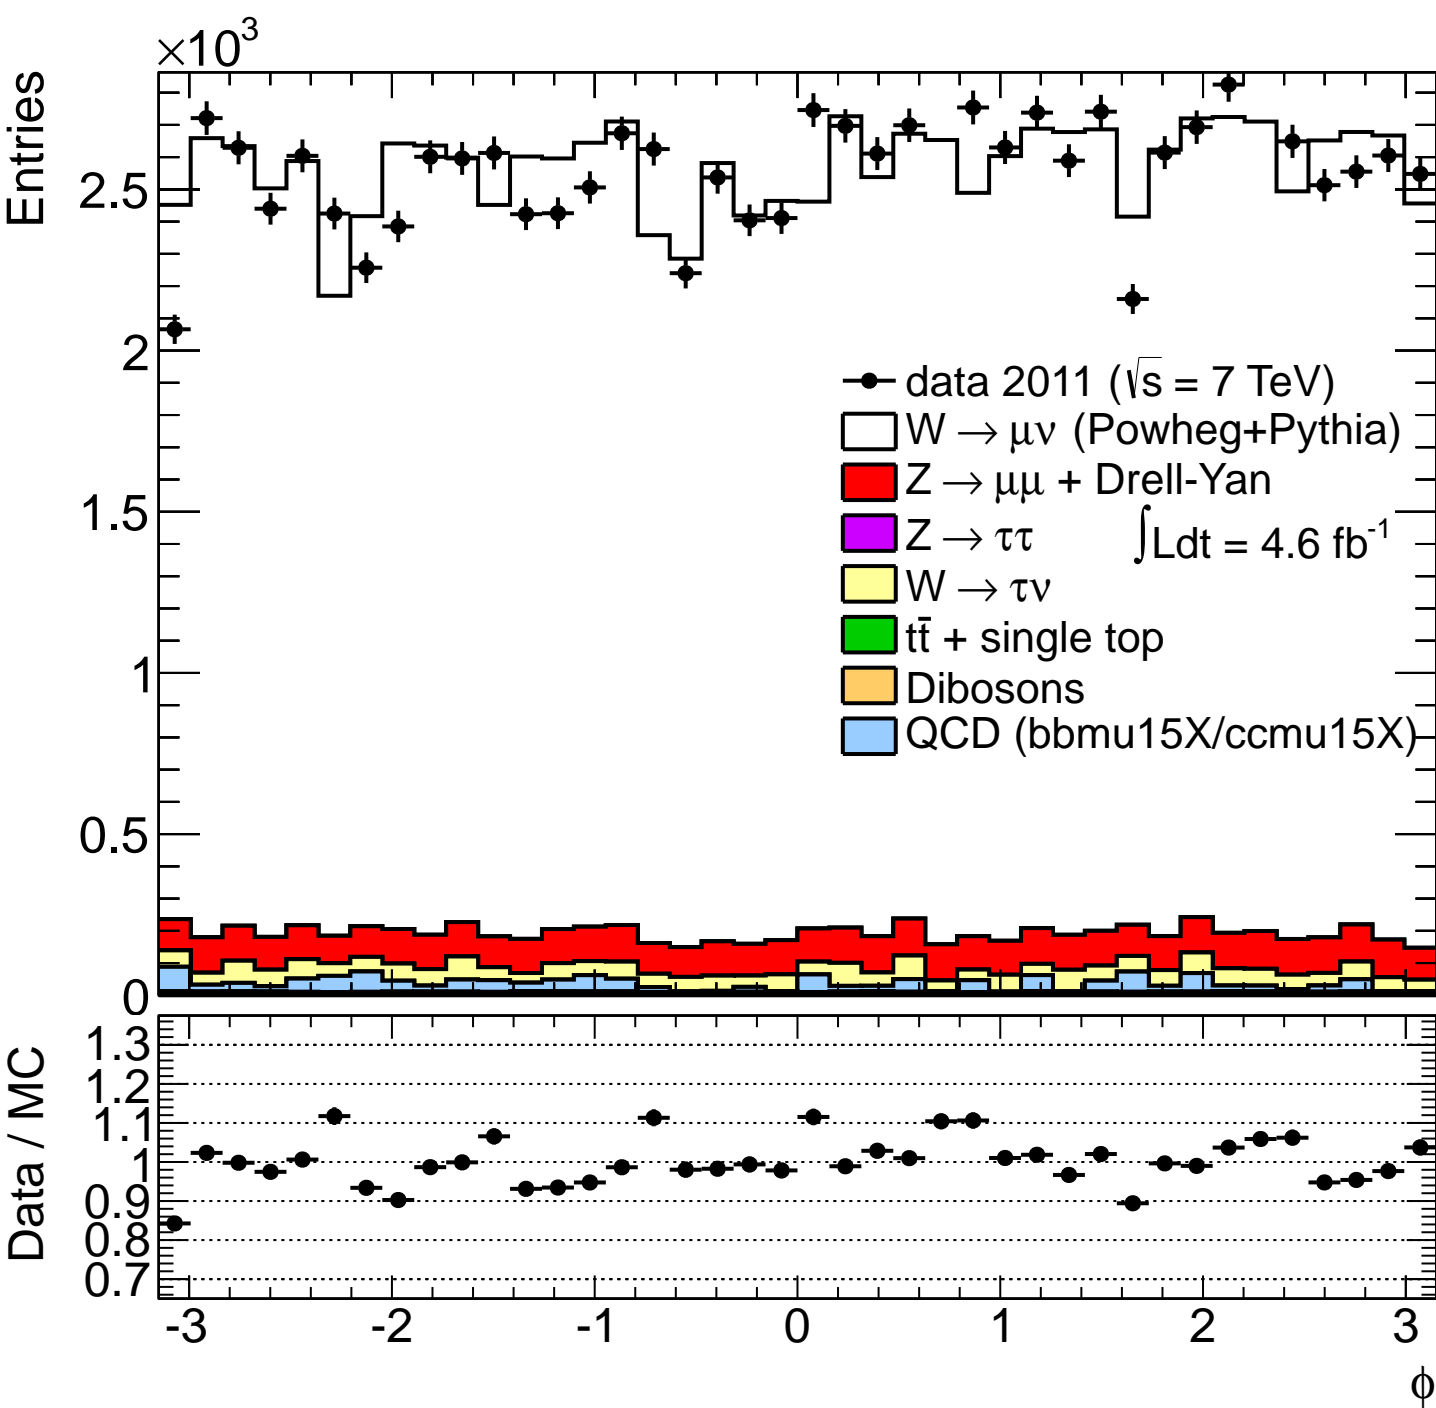 ×10³
Entries
2.5
2
1.5
1
0.5
0
data 2011 (√s = 7 TeV)
W → μν (Powheg+Pythia)
Z → μμ + Drell-Yan
Z → ττ
∫Ldt = 4.6 fb⁻¹
W → τν
tt̄ + single top
Dibosons
QCD (bbmu15X/ccmu15X)
Data / MC
1.3
1.2
1.1
1
0.9
0.8
0.7
-3 -2 -1 0 1 2 3
ϕ